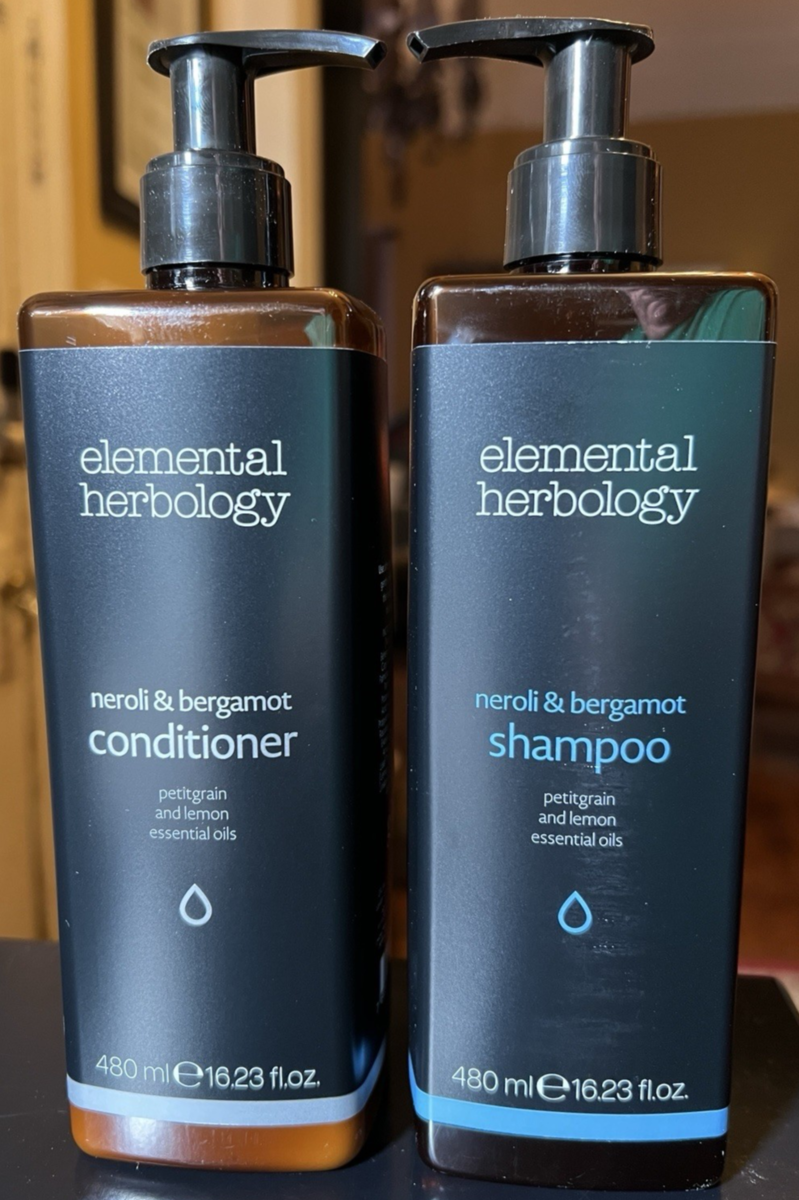 elemental
herbology
neroli & bergamot
conditioner
petitgrain
and lemon
essential oils
480 ml ℮ 16.23 fl.oz.
elemental
herbology
neroli & bergamot
shampoo
petitgrain
and lemon
essential oils
480 ml ℮ 16.23 fl.oz.